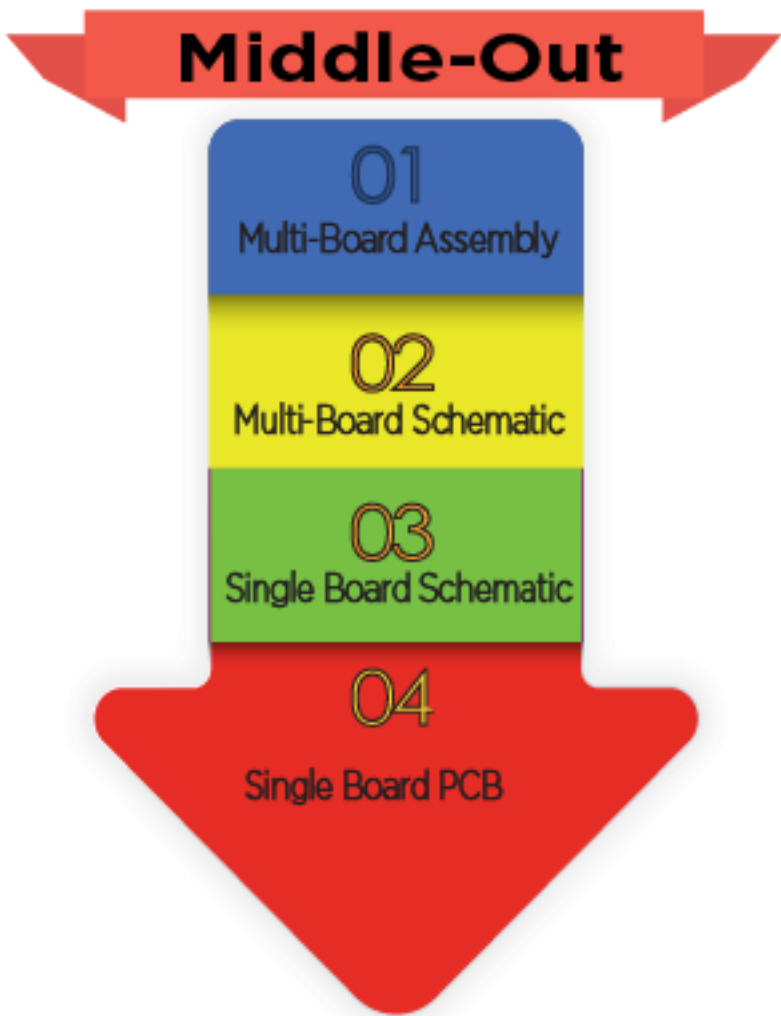 Middle-Out
01
Multi-Board Assembly
02
Multi-Board Schematic
03
Single Board Schematic
04
Single Board PCB